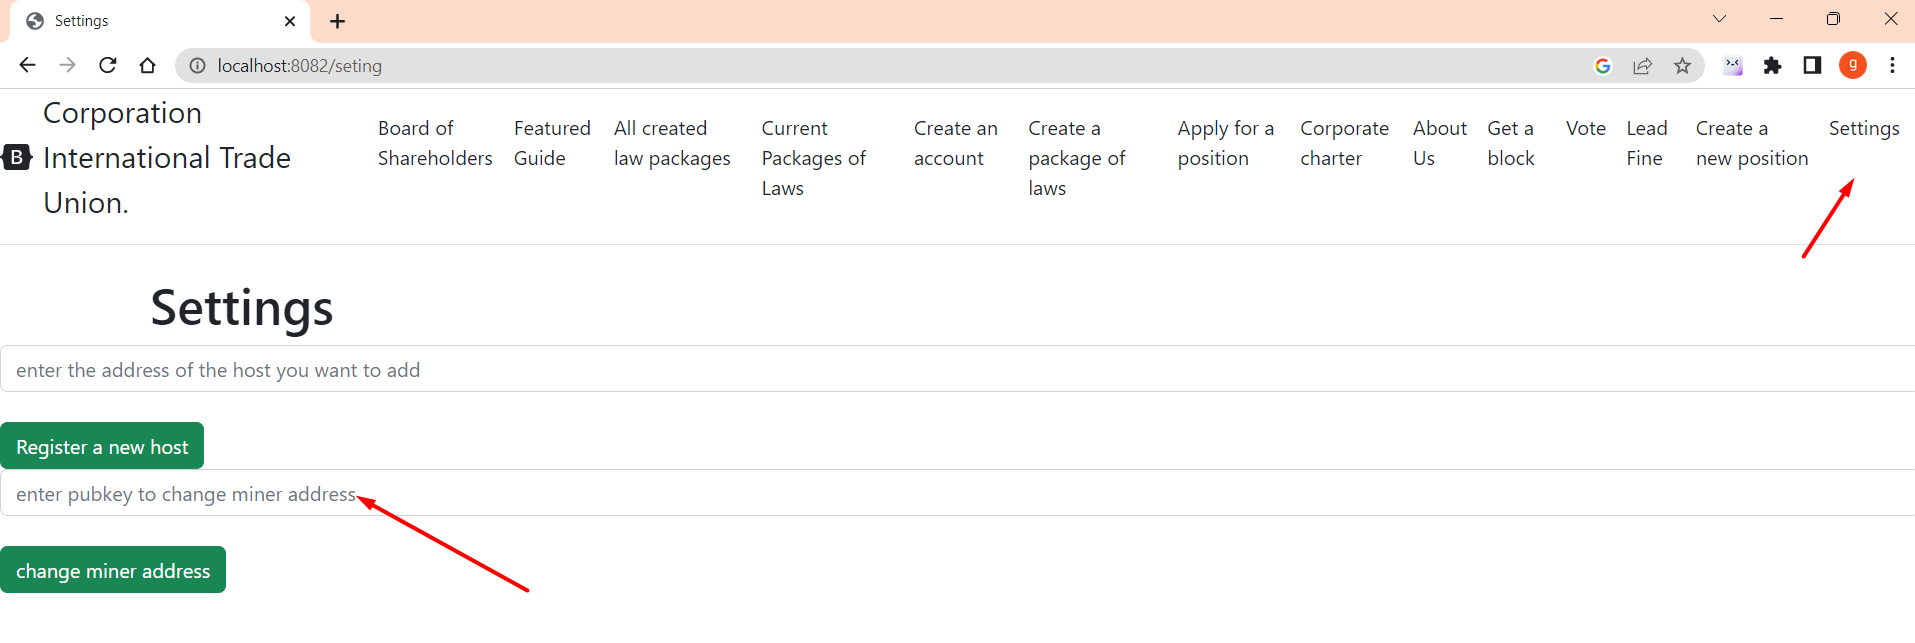 Settings
localhost:8082/seting
g
B
Corporation
International Trade
Union.
Board of
Shareholders
Featured
Guide
All created
law packages
Current
Packages of
Laws
Create an
account
Create a
package of
laws
Apply for a
position
Corporate
charter
About
Us
Get a
block
Vote
Lead
Fine
Create a
new position
Settings
Settings
enter the address of the host you want to add
Register a new host
enter pubkey to change miner address
change miner address